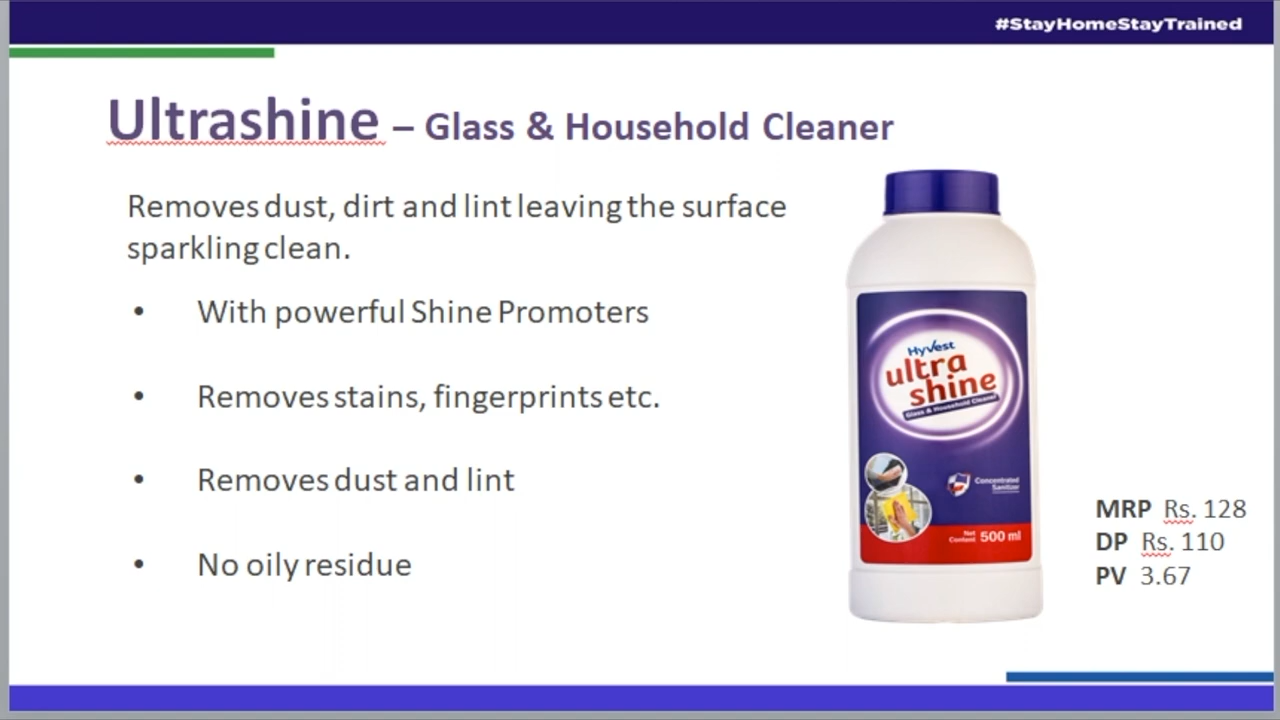 #StayHomeStayTrained
Ultrashine – Glass & Household Cleaner
Removes dust, dirt and lint leaving the surface
sparkling clean.
• With powerful Shine Promoters
• Removes stains, fingerprints etc.
• Removes dust and lint
• No oily residue
HyVest
ultra
shine
Glass & Household Cleaner
Concentrated
Sanitizer
Net
Content 500 ml
MRP Rs. 128
DP Rs. 110
PV 3.67